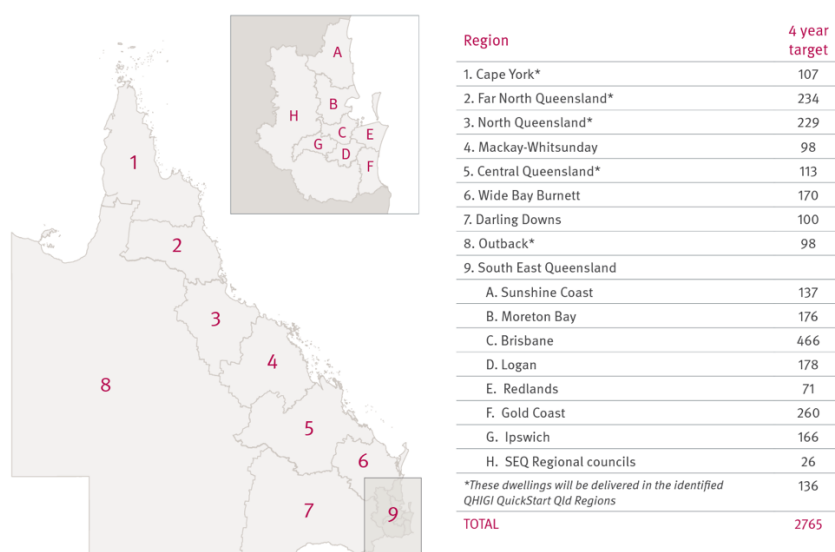 A
B
H
C
E
G
D
F
1
2
3
4
8
5
6
7
9
Region 4 year target
1. Cape York* 107
2. Far North Queensland* 234
3. North Queensland* 229
4. Mackay-Whitsunday 98
5. Central Queensland* 113
6. Wide Bay Burnett 170
7. Darling Downs 100
8. Outback* 98
9. South East Queensland
A. Sunshine Coast 137
B. Moreton Bay 176
C. Brisbane 466
D. Logan 178
E. Redlands 71
F. Gold Coast 260
G. Ipswich 166
H. SEQ Regional councils 26
*These dwellings will be delivered in the identified 136
QHIGI QuickStart Qld Regions
TOTAL 2765